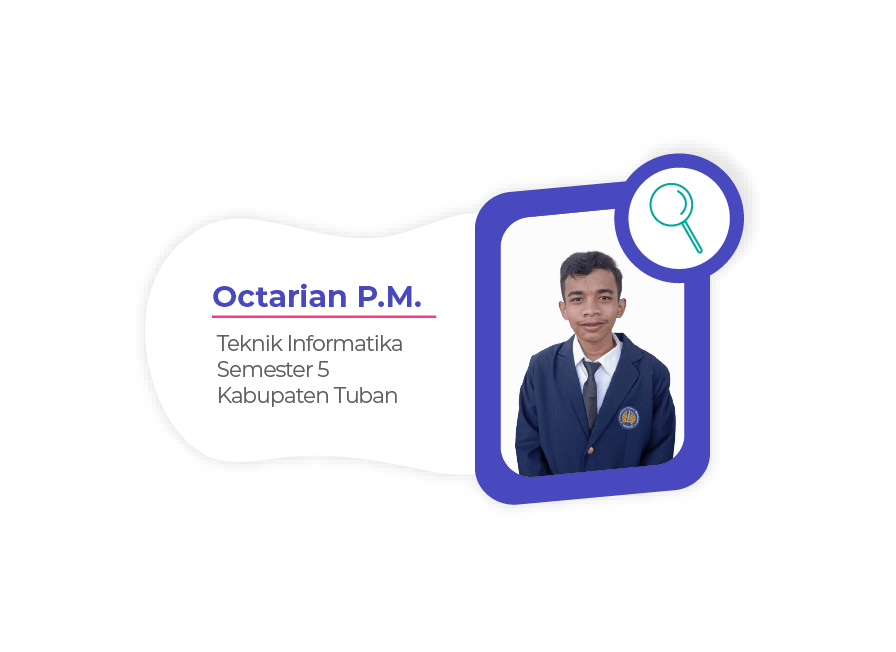 Octarian P.M.
Teknik Informatika
Semester 5
Kabupaten Tuban